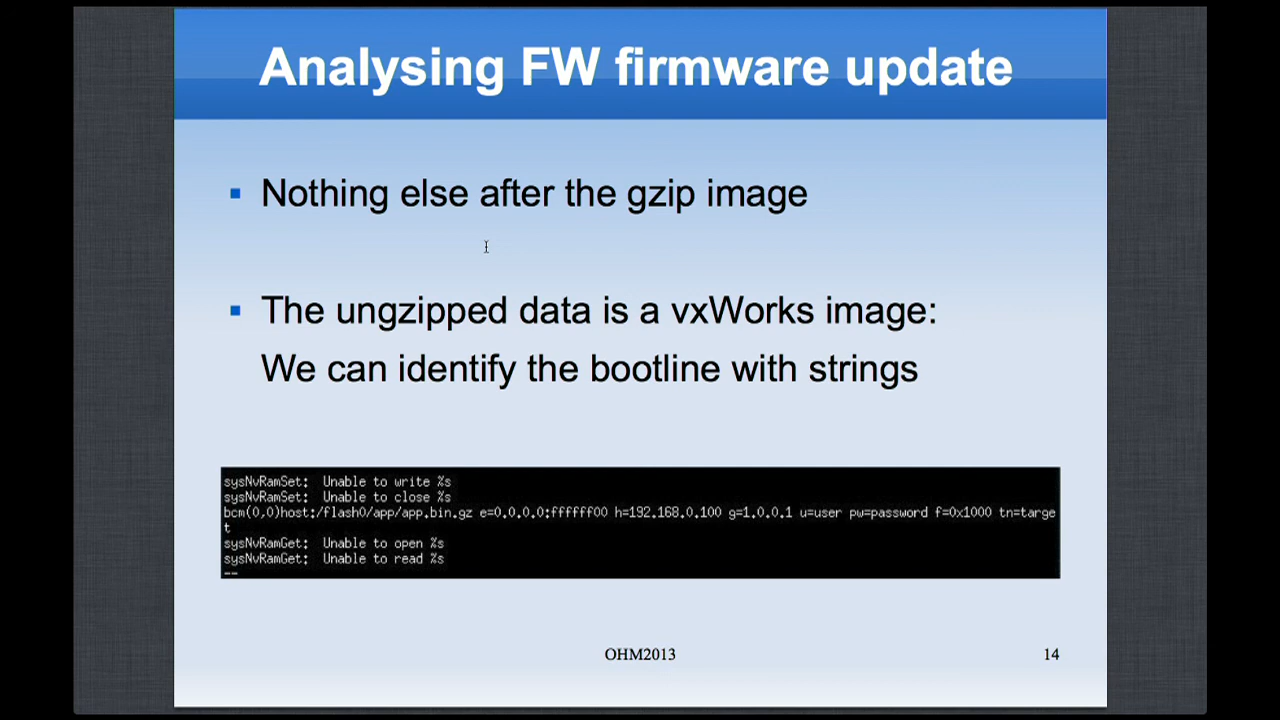 Analysing FW firmware update
Nothing else after the gzip image
The ungzipped data is a vxWorks image:
We can identify the bootline with strings
sysNvRamSet:  Unable to write %s
sysNvRamSet:  Unable to close %s
bcm(0,0)host:/flash0/app/app.bin.gz e=0.0.0.0:ffffff00 h=192.168.0.100 g=1.0.0.1 u=user pw=password f=0x1000 tn=targe
t
sysNvRamGet:  Unable to open %s
sysNvRamGet:  Unable to read %s
--
OHM2013
14